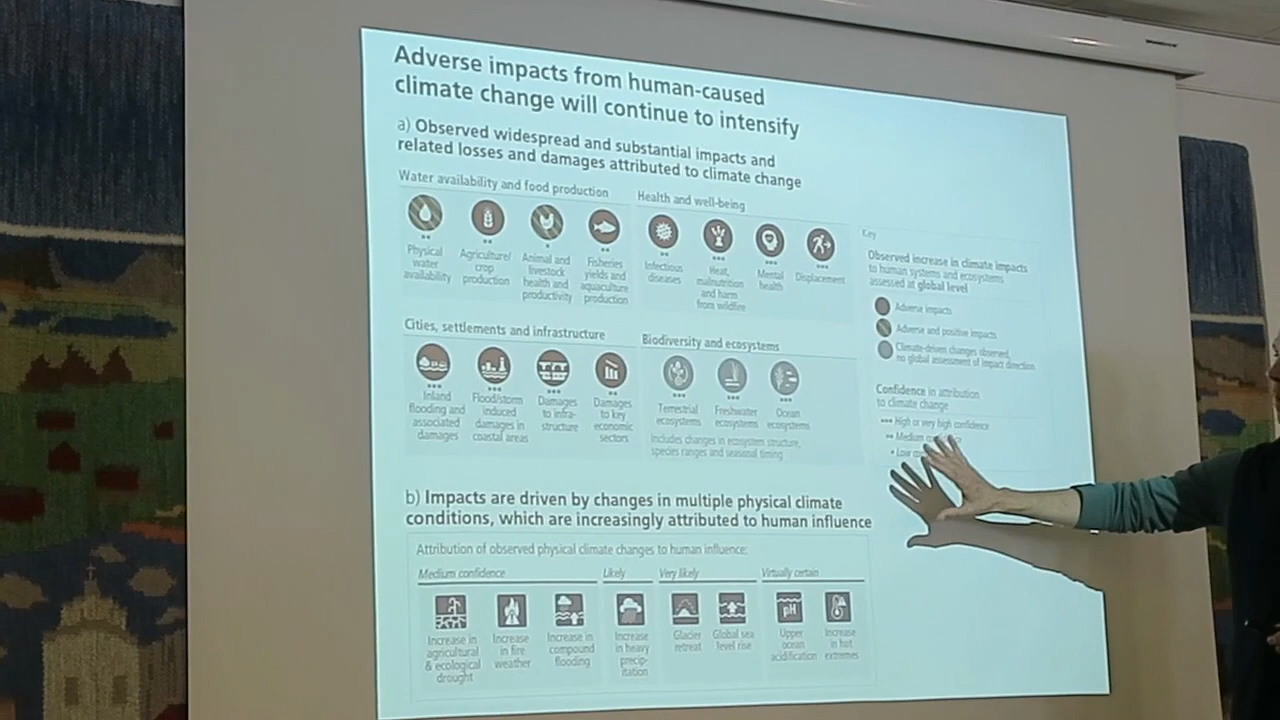 Adverse impacts from human-caused
climate change will continue to intensify
a) Observed widespread and substantial impacts and
related losses and damages attributed to climate change
Water availability and food production
Physical
water
availability
Agriculture/
crop
production
Animal and
livestock
health and
productivity
Fisheries
yields and
aquaculture
production
Health and well-being
Infectious
diseases
Heat,
malnutrition
and harm
from wildfire
Mental
health
Displacement
Cities, settlements and infrastructure
Inland
flooding and
associated
damages
Flood/storm
induced
damages in
coastal areas
Damages
to infra-
structure
Damages
to key
economic
sectors
Biodiversity and ecosystems
Terrestrial
ecosystems
Freshwater
ecosystems
Ocean
ecosystems
Includes changes in ecosystem structure,
species ranges and seasonal timing
Key
Observed increase in climate impacts
to human systems and ecosystems
assessed at global level
Adverse impacts
Adverse and positive impacts
Climate-driven changes observed,
no global assessment of impact direction
Confidence in attribution
to climate change
••• High or very high confidence
•• Medium
• Low
b) Impacts are driven by changes in multiple physical climate
conditions, which are increasingly attributed to human influence
Attribution of observed physical climate changes to human influence:
Medium confidence
Increase in
agricultural
& ecological
drought
Increase
in fire
weather
Increase in
compound
flooding
Likely
Increase
in heavy
precip-
itation
Very likely
Glacier
retreat
Global sea
level rise
Virtually certain
pH
Upper
ocean
acidification
Increase
in hot
extremes